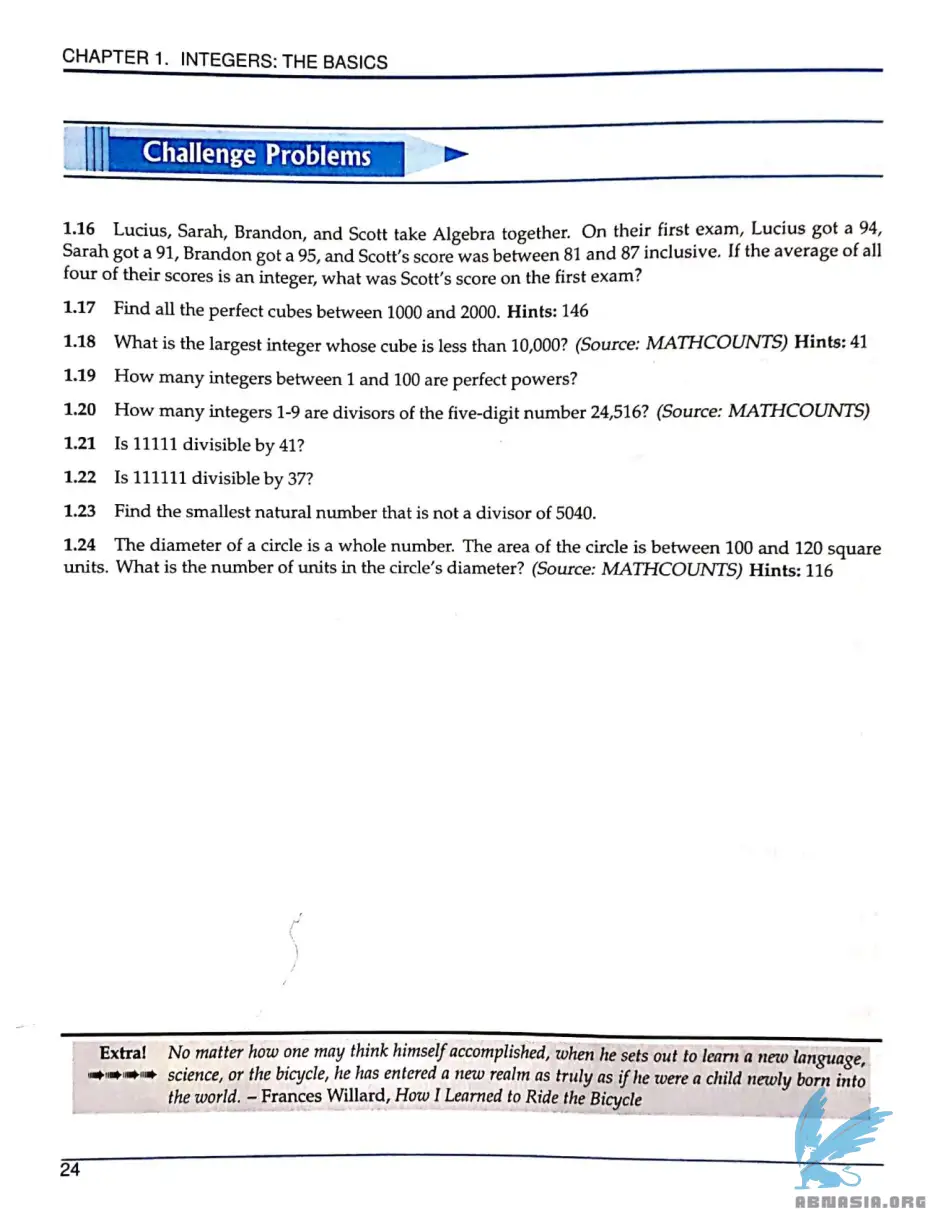 CHAPTER 1. INTEGERS: THE BASICS
Challenge Problems
1.16 Lucius, Sarah, Brandon, and Scott take Algebra together. On their first exam, Lucius got a 94,
Sarah got a 91, Brandon got a 95, and Scott's score was between 81 and 87 inclusive. If the average of all
four of their scores is an integer, what was Scott's score on the first exam?
1.17 Find all the perfect cubes between 1000 and 2000. Hints: 146
1.18 What is the largest integer whose cube is less than 10,000? (Source: MATHCOUNTS) Hints: 41
1.19 How many integers between 1 and 100 are perfect powers?
1.20 How many integers 1-9 are divisors of the five-digit number 24,516? (Source: MATHCOUNTS)
1.21 Is 11111 divisible by 41?
1.22 Is 111111 divisible by 37?
1.23 Find the smallest natural number that is not a divisor of 5040.
1.24 The diameter of a circle is a whole number. The area of the circle is between 100 and 120 square
units. What is the number of units in the circle's diameter? (Source: MATHCOUNTS) Hints: 116
Extra! No matter how one may think himself accomplished, when he sets out to learn a new language,
science, or the bicycle, he has entered a new realm as truly as if he were a child newly born into
the world. – Frances Willard, How I Learned to Ride the Bicycle
24
ABNASIA.ORG